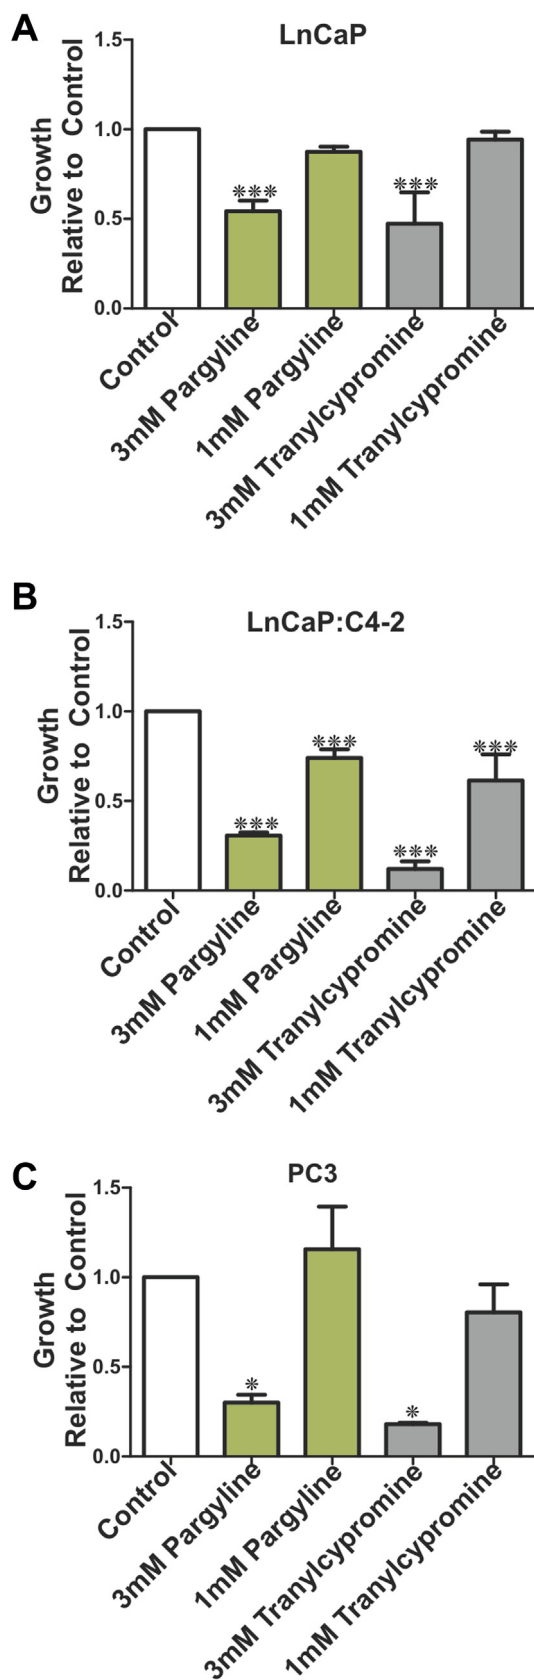 A
LnCaP
Growth
Relative to Control
1.5
1.0
0.5
0.0
***
***
Control
3mM Pargyline
1mM Pargyline
3mM Tranylcypromine
1mM Tranylcypromine
B
LnCaP:C4-2
Growth
Relative to Control
1.5
1.0
0.5
0.0
***
***
***
***
Control
3mM Pargyline
1mM Pargyline
3mM Tranylcypromine
1mM Tranylcypromine
C
PC3
Growth
Relative to Control
1.5
1.0
0.5
0.0
*
*
Control
3mM Pargyline
1mM Pargyline
3mM Tranylcypromine
1mM Tranylcypromine